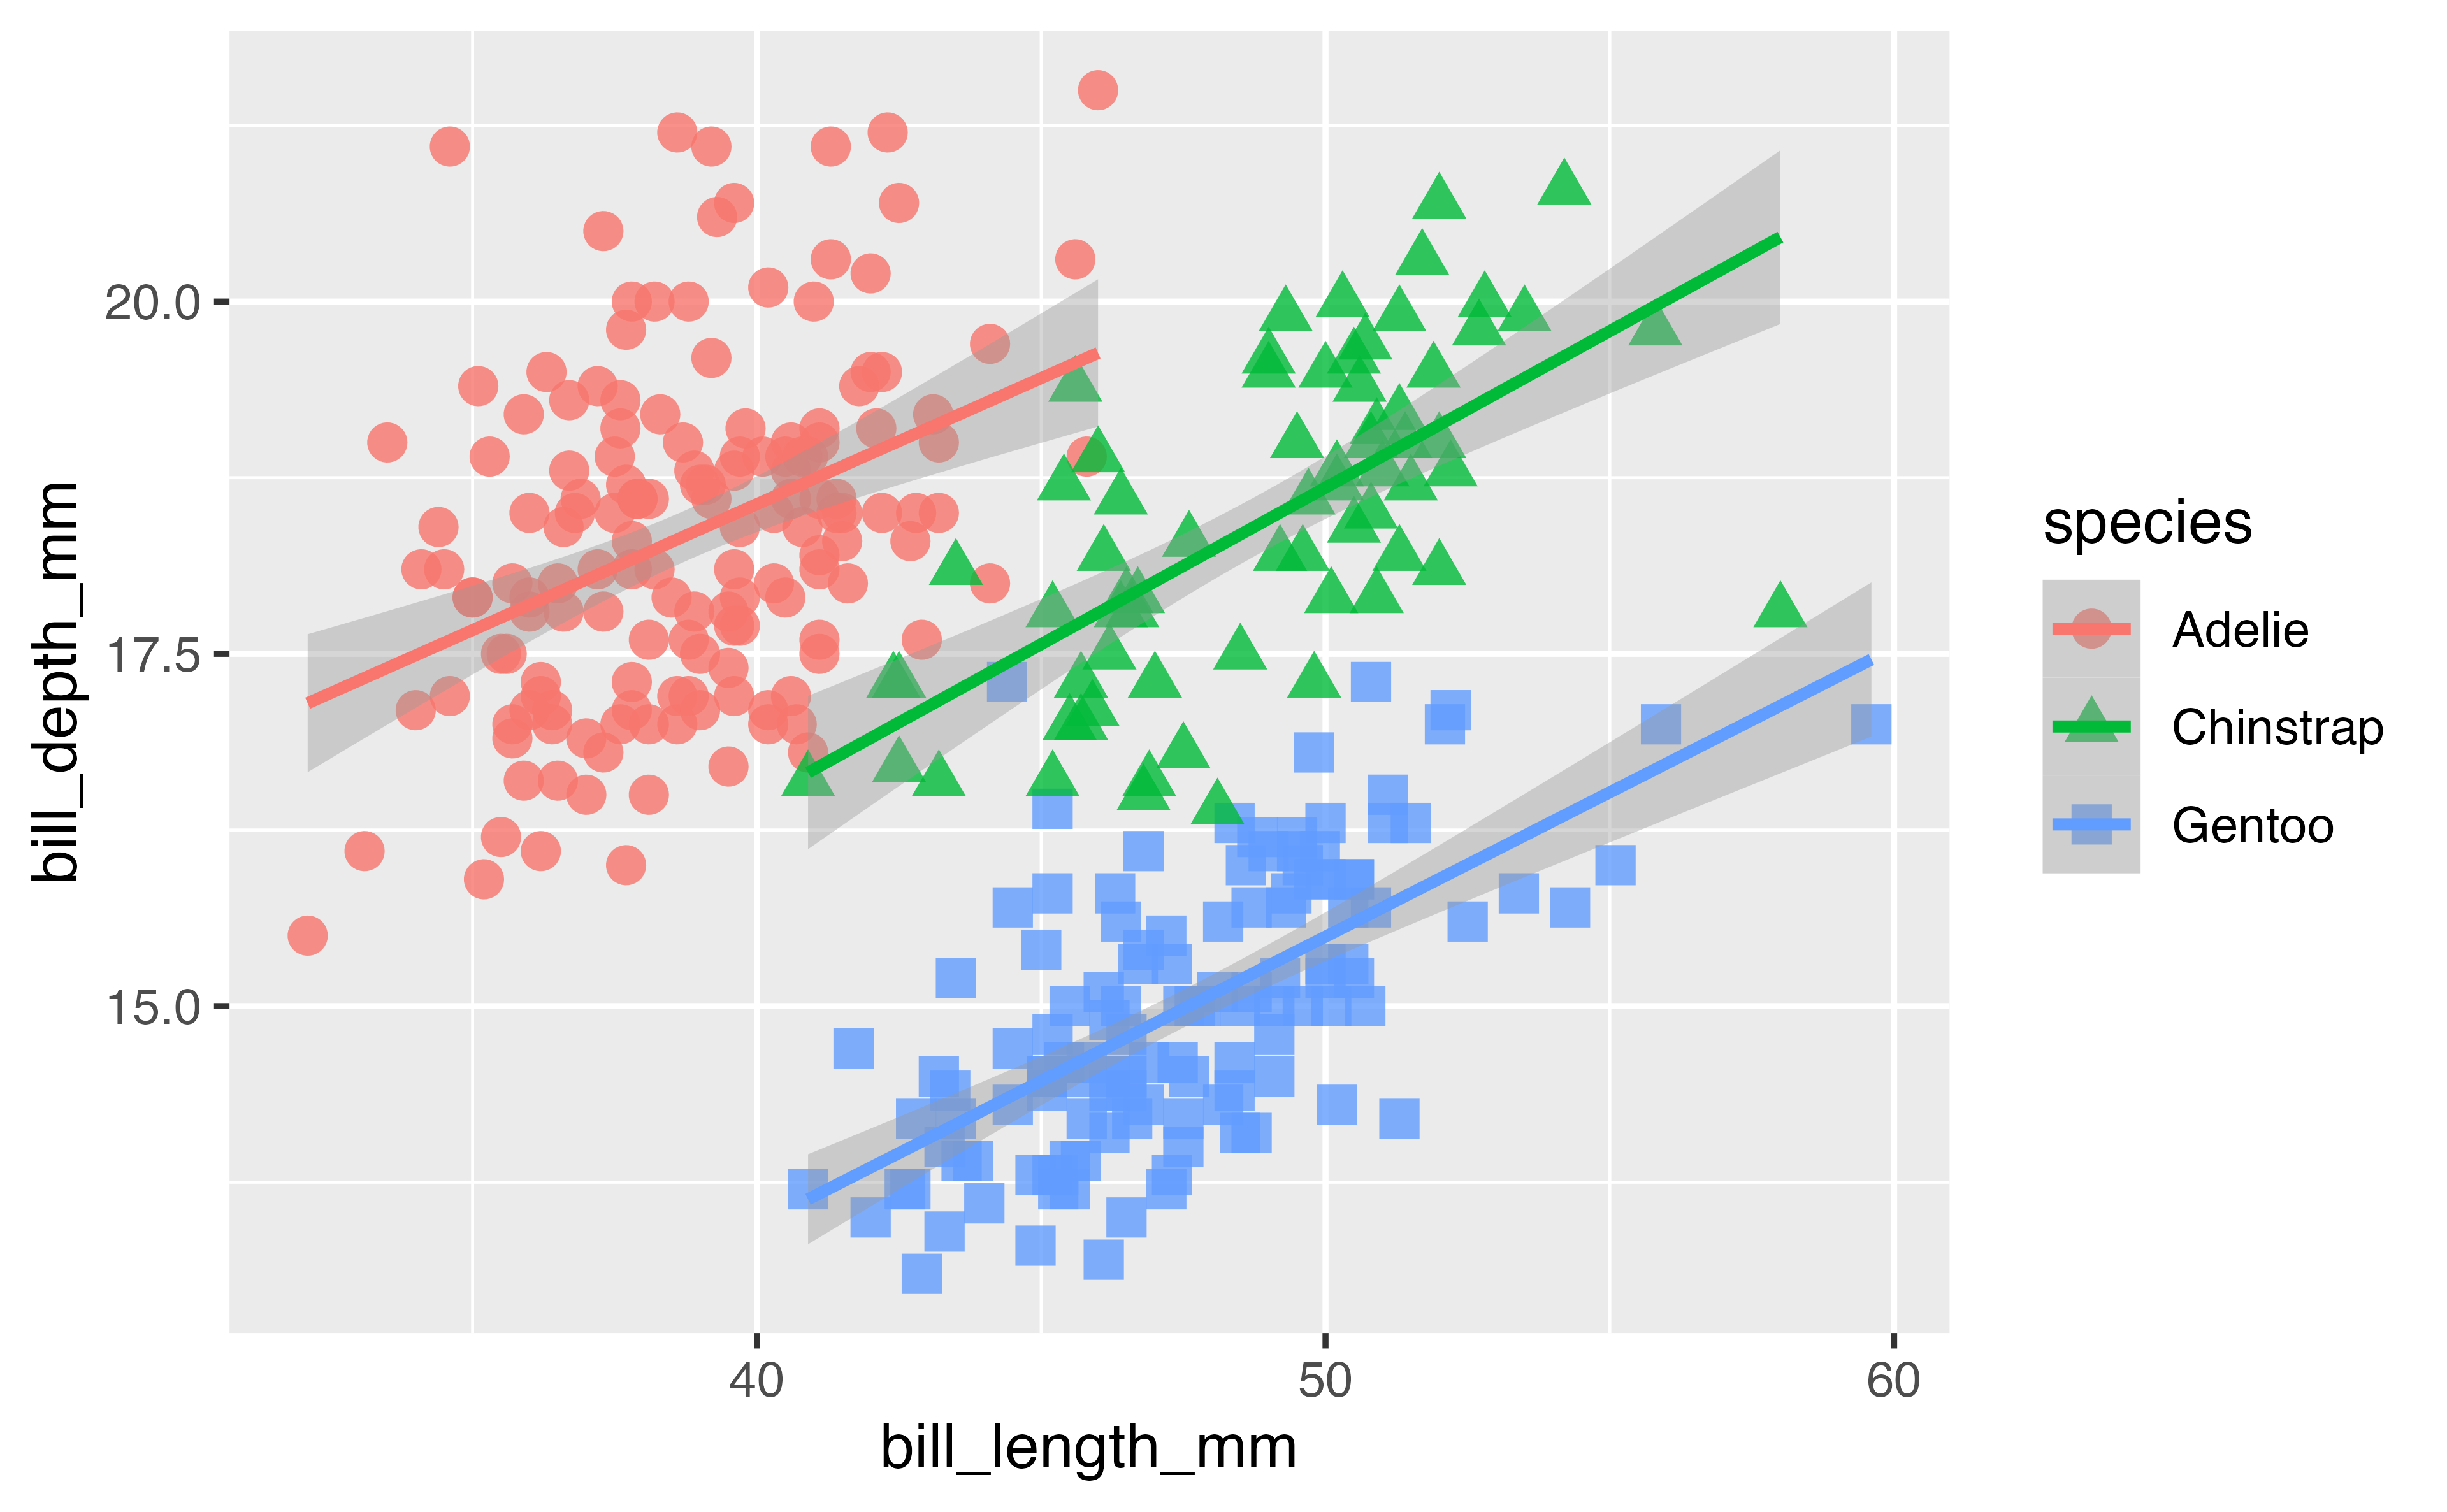 bill_depth_mm
20.0
17.5
15.0
40 50 60
bill_length_mm
species
Adelie
Chinstrap
Gentoo